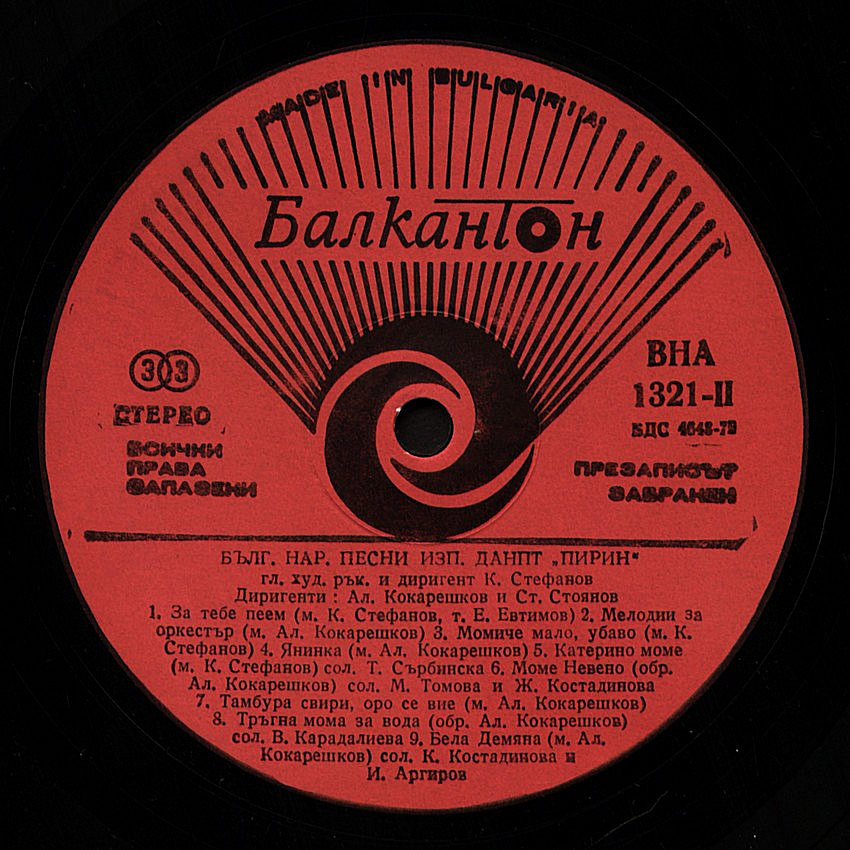 MADE IN BULGARIA
Балкантон
33
СТЕРЕО
ВСИЧКИ
ПРАВА
ЗАПАЗЕНИ
ВНА
1321-II
БДС 4648-73
ПРЕЗАПИСЪТ
ЗАБРАНЕН
БЪЛГ. НАР. ПЕСНИ ИЗП. ДАНПТ „ПИРИН“
гл. худ. рък. и диригент К. Стефанов
Диригенти : Ал. Кокарешков и Ст. Стоянов
1. За тебе пеем (м. К. Стефанов, т. Е. Евтимов) 2. Мелодии за
оркестър (м. Ал. Кокарешков) 3. Момиче мало, убаво (м. К.
Стефанов) 4. Янинка (м. Ал. Кокарешков) 5. Катерино моме
(м. К. Стефанов) сол. Т. Сърбинска 6. Моме Невено (обр.
Ал. Кокарешков) сол. М. Томова и Ж. Костадинова
7. Тамбура свири, оро се вие (м. Ал. Кокарешков)
8. Тръгна мома за вода (обр. Ал. Кокарешков)
сол. В. Карадалиева 9. Бела Демяна (м. Ал.
Кокарешков) сол. К. Костадинова и
И. Аргиров